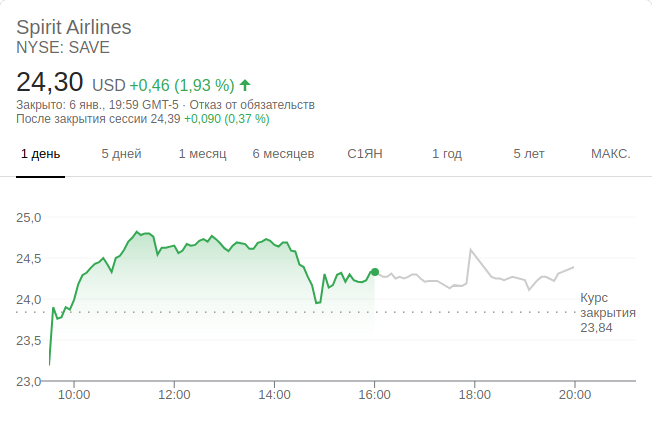 Spirit Airlines
NYSE: SAVE
24,30 USD +0,46 (1,93 %)
Закрыто: 6 янв., 19:59 GMT-5 · Отказ от обязательств
После закрытия сессии 24,39 +0,090 (0,37 %)
1 день 5 дней 1 месяц 6 месяцев С1ЯН 1 год 5 лет МАКС.
25,0
24,5
24,0
Курс
закрытия
23,84
23,5
23,0
10:00 12:00 14:00 16:00 18:00 20:00